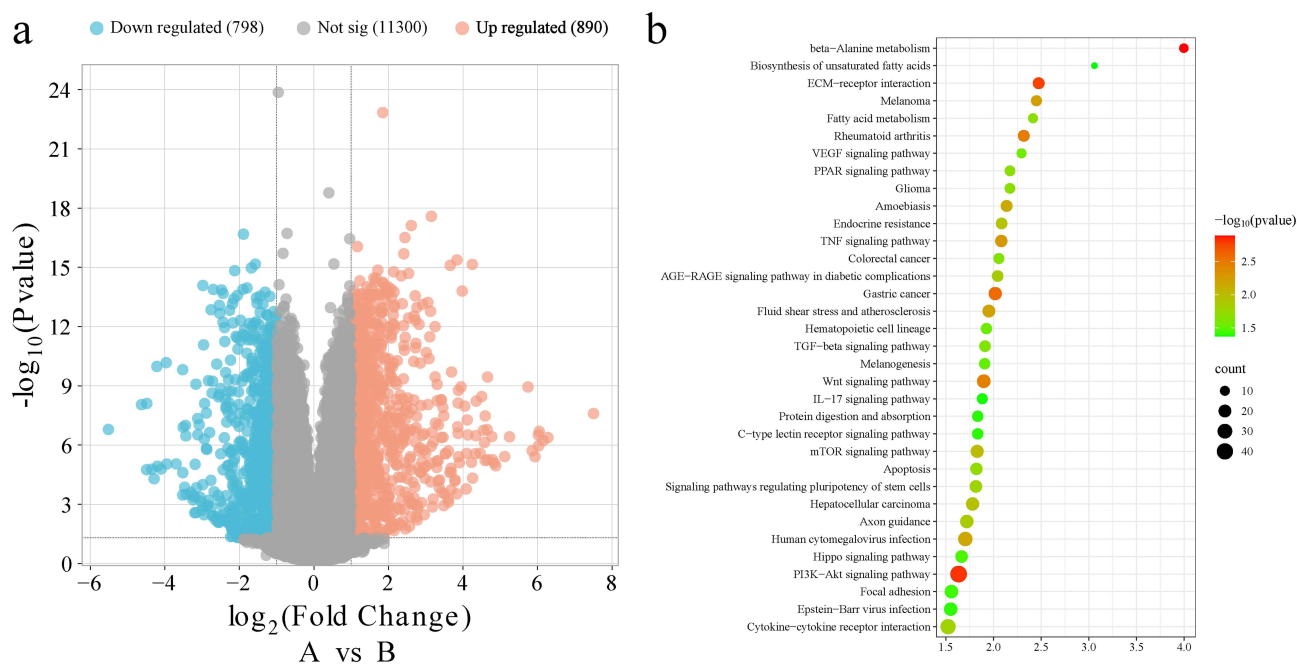 a
Down regulated (798)
Not sig (11300)
Up regulated (890)
24
21
18
15
12
9
6
3
0
-log10(Pvalue)
−6
−4
−2
0
2
4
6
8
log2(Fold Change)
A vs B
b
beta−Alanine metabolism
Biosynthesis of unsaturated fatty acids
ECM−receptor interaction
Melanoma
Fatty acid metabolism
Rheumatoid arthritis
VEGF signaling pathway
PPAR signaling pathway
Glioma
Amoebiasis
Endocrine resistance
TNF signaling pathway
Colorectal cancer
AGE−RAGE signaling pathway in diabetic complications
Gastric cancer
Fluid shear stress and atherosclerosis
Hematopoietic cell lineage
TGF−beta signaling pathway
Melanogenesis
Wnt signaling pathway
IL−17 signaling pathway
Protein digestion and absorption
C−type lectin receptor signaling pathway
mTOR signaling pathway
Apoptosis
Signaling pathways regulating pluripotency of stem cells
Hepatocellular carcinoma
Axon guidance
Human cytomegalovirus infection
Hippo signaling pathway
PI3K−Akt signaling pathway
Focal adhesion
Epstein−Barr virus infection
Cytokine−cytokine receptor interaction
1.5
2.0
2.5
3.0
3.5
4.0
−log10(pvalue)
2.5
2.0
1.5
count
10
20
30
40